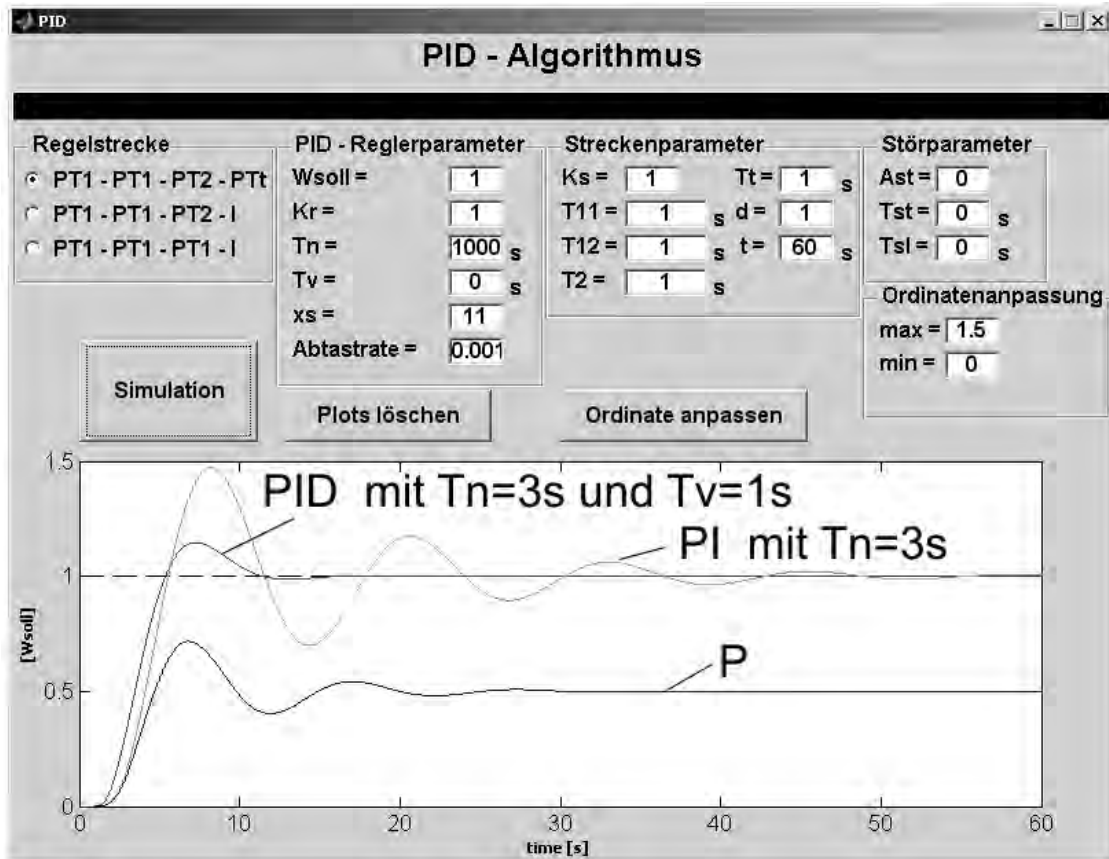 PID
PID - Algorithmus
Regelstrecke
PT1 - PT1 - PT2 - PTt
PT1 - PT1 - PT2 - I
PT1 - PT1 - PT1 - I
PID - Reglerparameter
Wsoll = 1
Kr = 1
Tn = 1000 s
Tv = 0 s
xs = 11
Abtastrate = 0.001
Streckenparameter
Ks = 1 Tt = 1 s
T11 = 1 s d = 1
T12 = 1 s t = 60 s
T2 = 1 s
Störparameter
Ast = 0
Tst = 0 s
Tsl = 0 s
Ordinatenanpassung
max = 1.5
min = 0
Simulation
Plots löschen
Ordinate anpassen
1.5
PID mit Tn=3s und Tv=1s
PI mit Tn=3s
1
[Wsoll]
P
0.5
0
0 10 20 30 40 50 60
time [s]